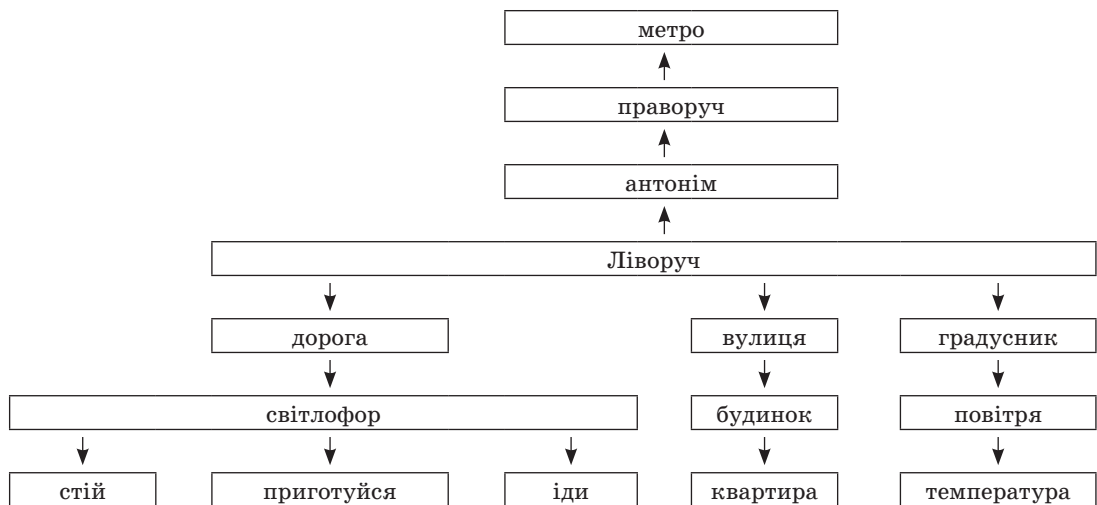 метро
праворуч
антонім
Ліворуч
дорога вулиця градусник
світлофор будинок повітря
стій приготуйся іди квартира температура